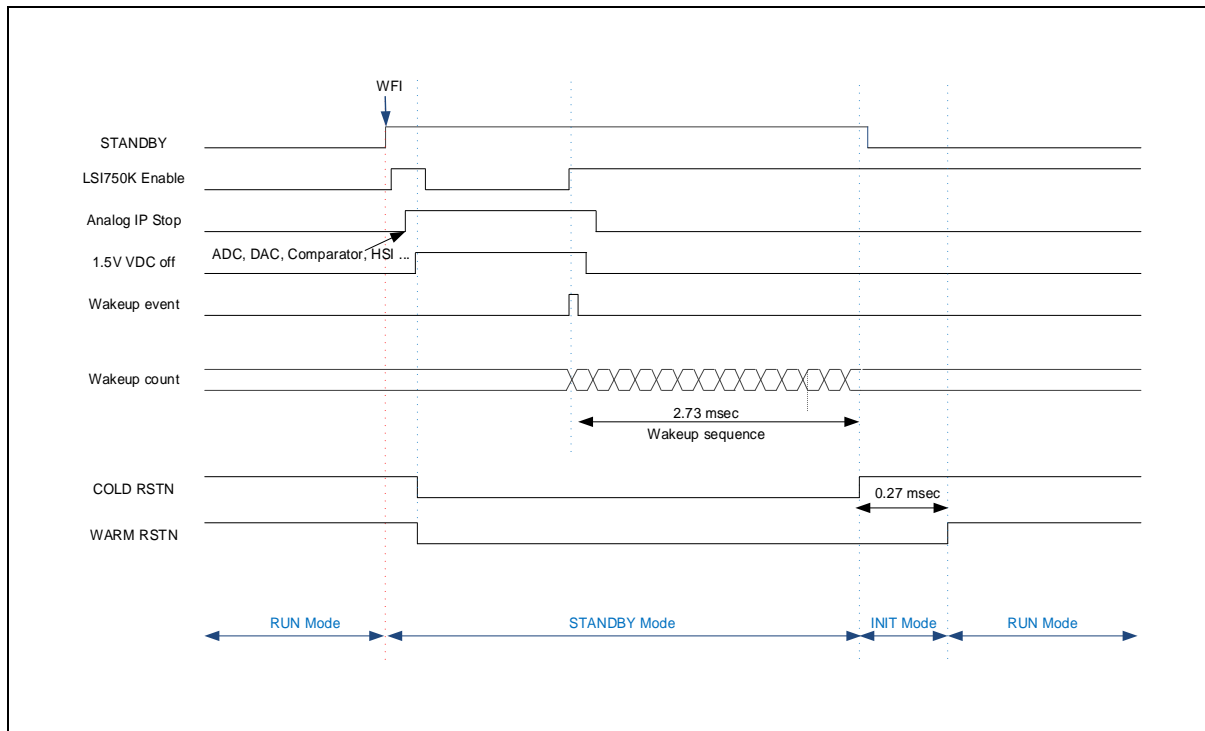 WFI
STANDBY
LSI750K Enable
Analog IP Stop
ADC, DAC, Comparator, HSI ...
1.5V VDC off
Wakeup event
Wakeup count
2.73 msec
Wakeup sequence
COLD RSTN
0.27 msec
WARM RSTN
RUN Mode
STANDBY Mode
INIT Mode
RUN Mode